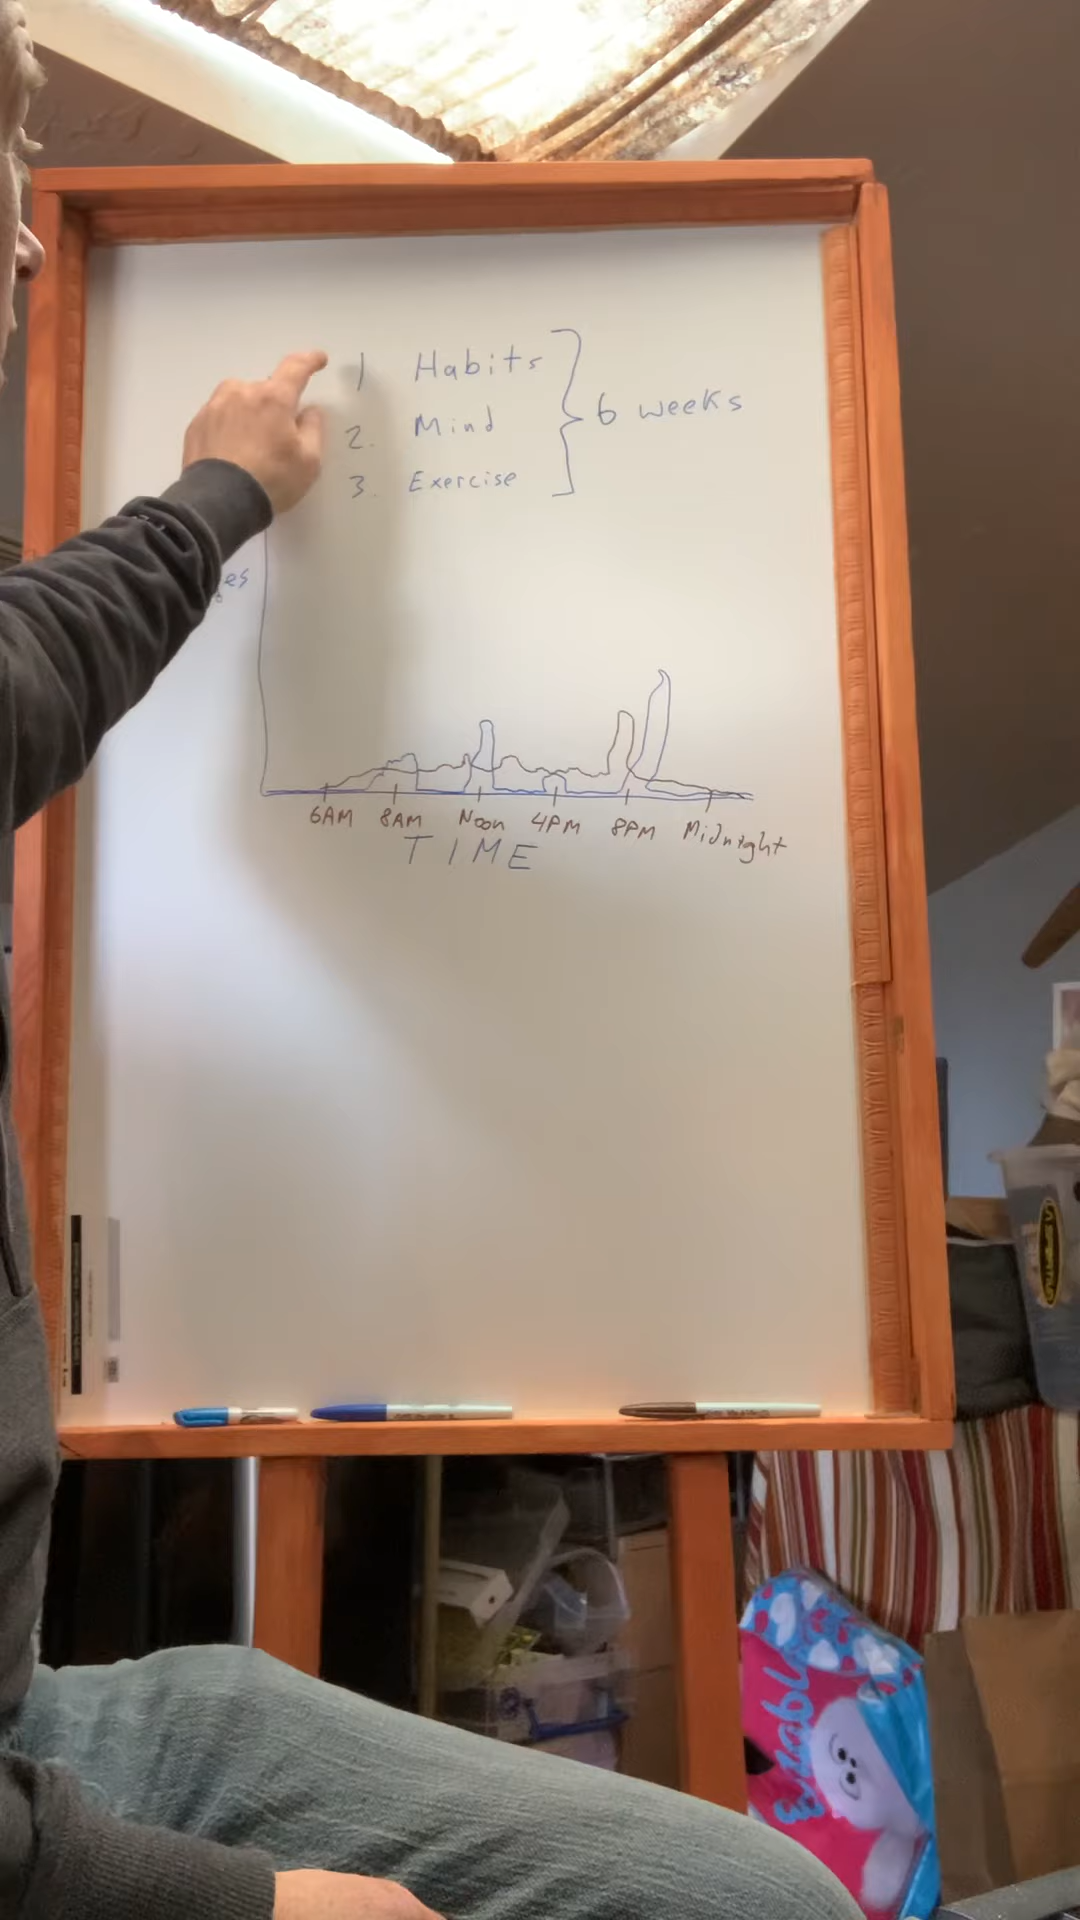 1 Habits
2. Mind
3. Exercise
6 weeks
6AM 8AM Noon 4PM 8PM Midnight
TIME